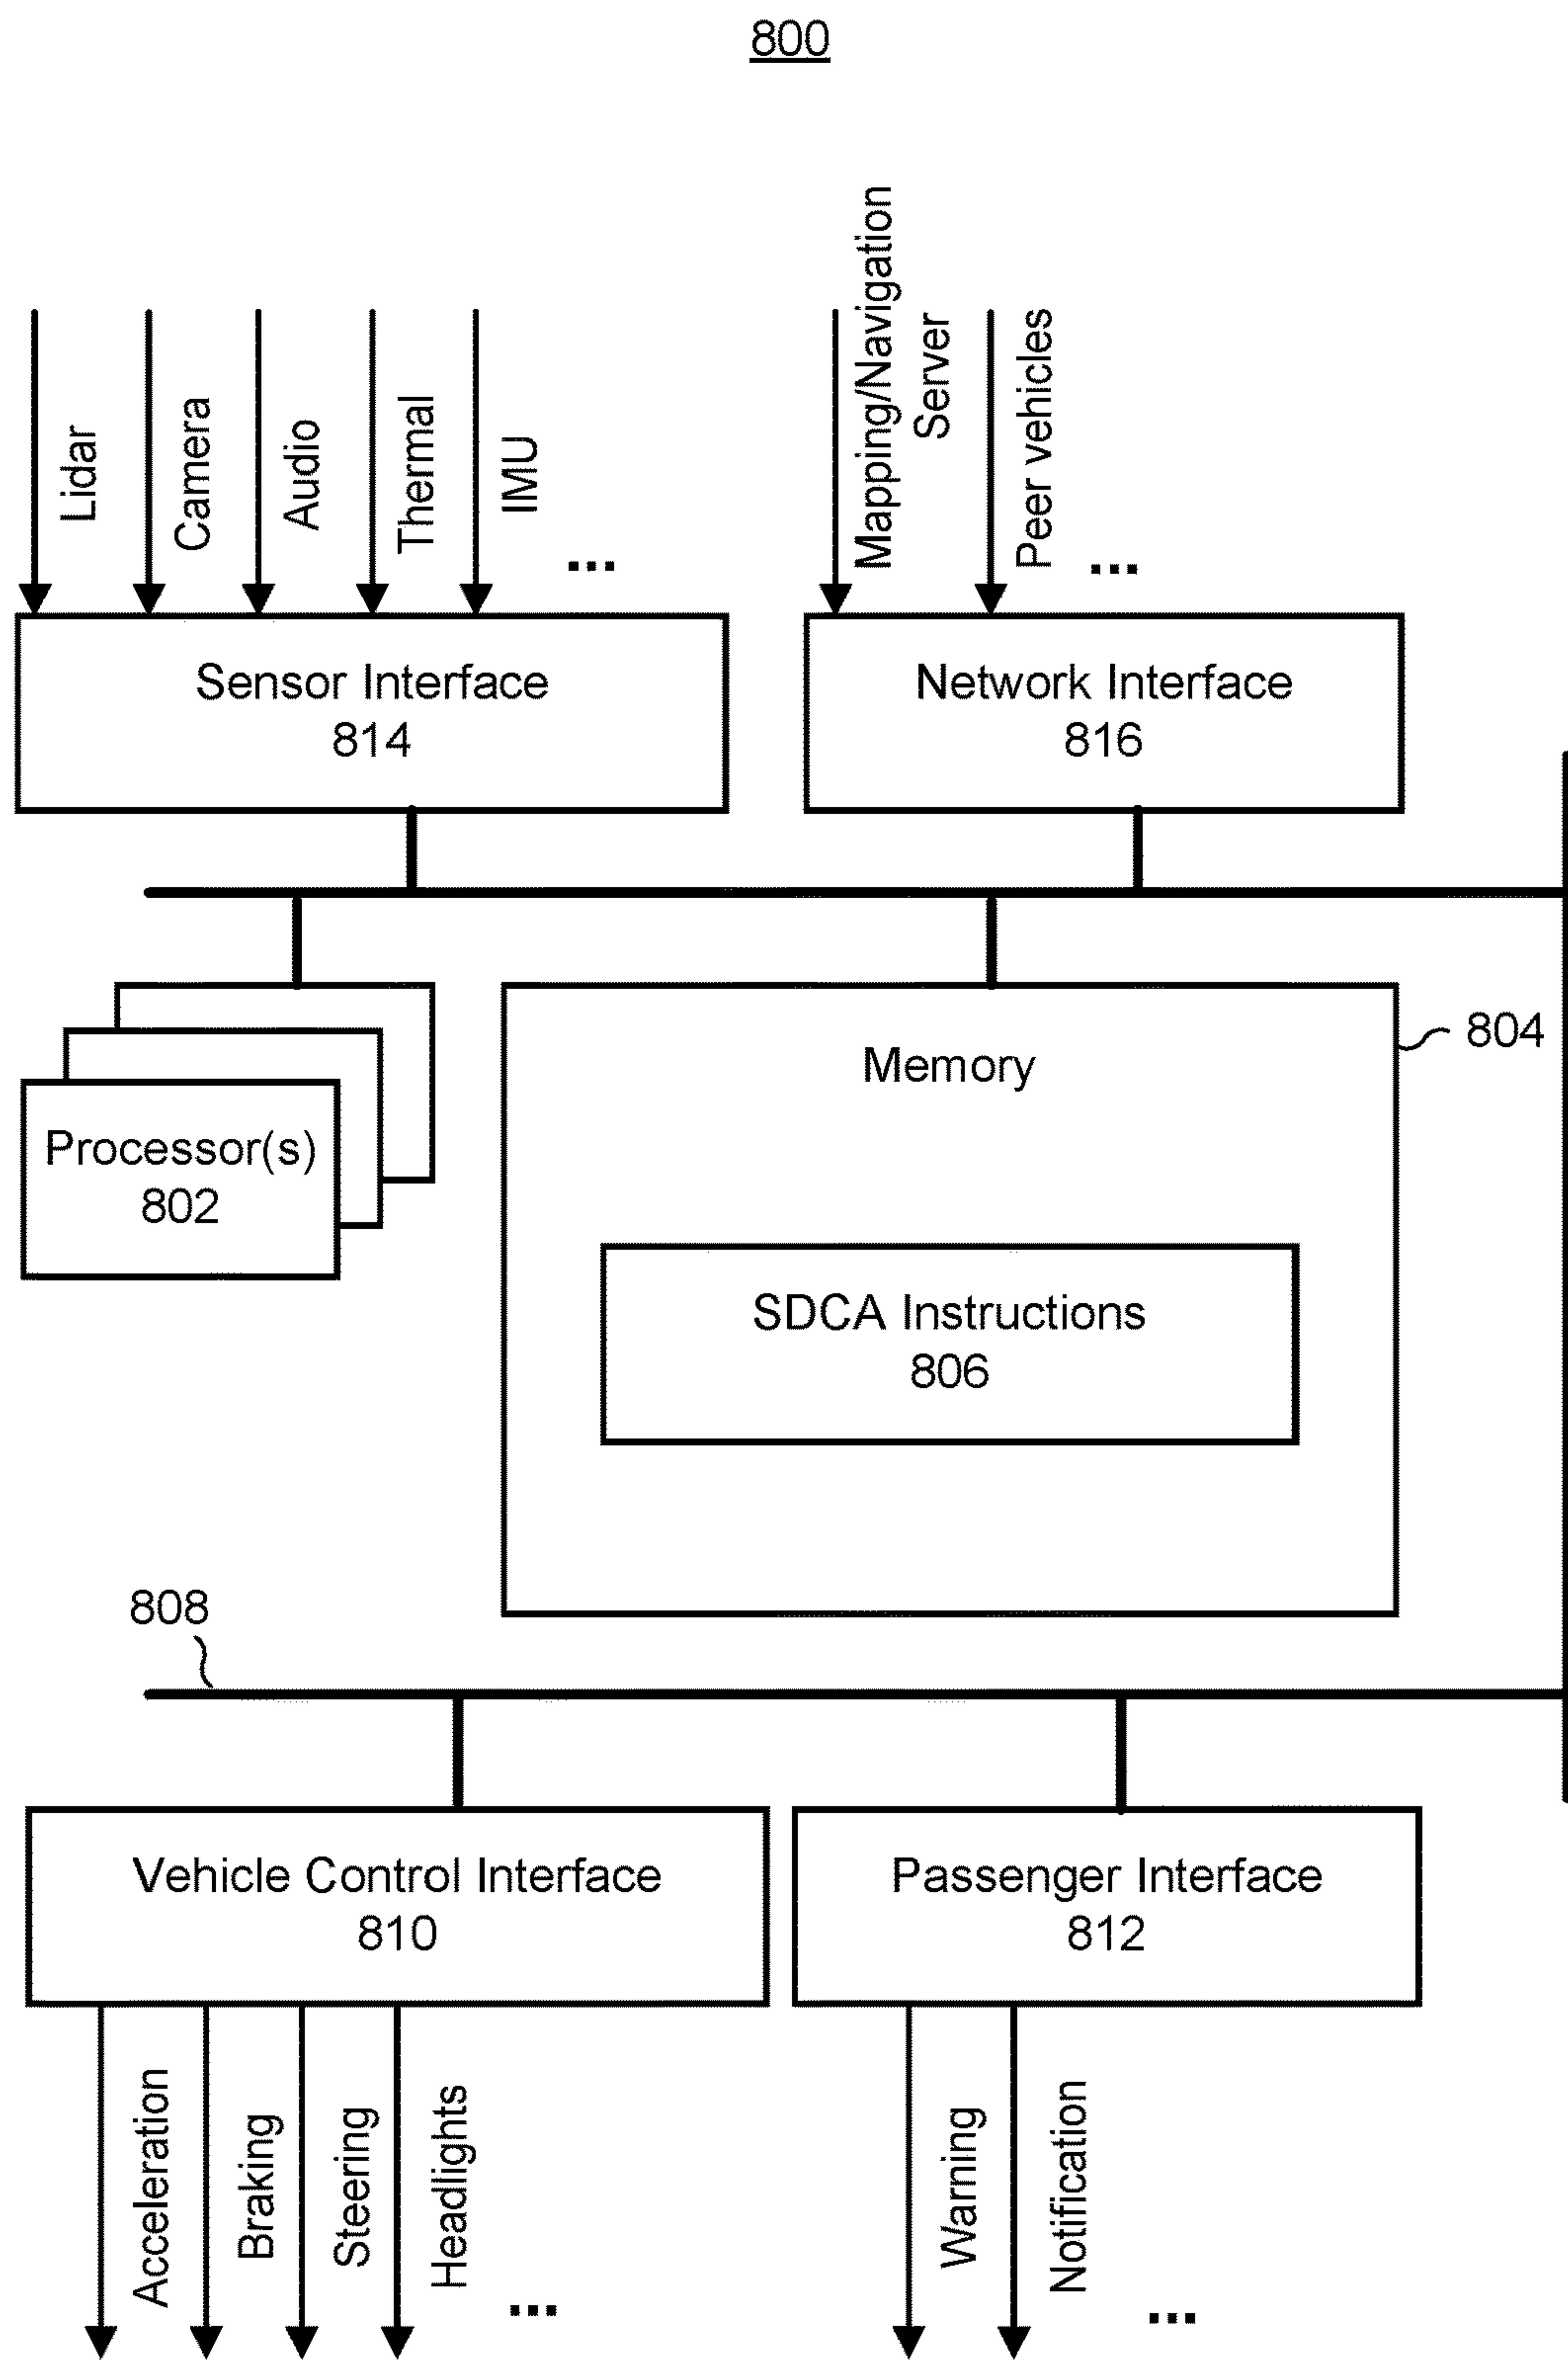 800
Lidar
Camera
Audio
Thermal
IMU
...
Mapping/Navigation
Server
Peer vehicles
...
Sensor Interface
814
Network Interface
816
Processor(s)
802
Memory
804
SDCA Instructions
806
808
Vehicle Control Interface
810
Passenger Interface
812
Acceleration
Braking
Steering
Headlights
...
Warning
Notification
...